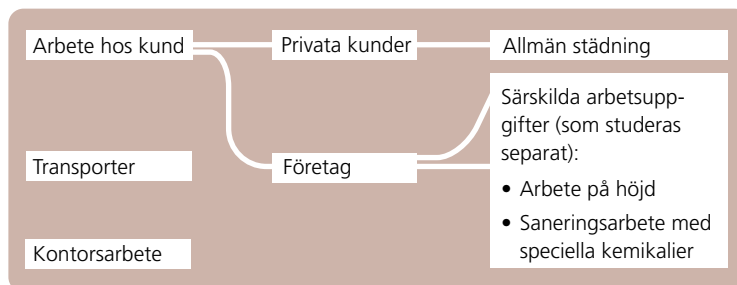 Arbete hos kund
Privata kunder
Allmän städning
Särskilda arbetsupp-
gifter (som studeras
separat):
• Arbete på höjd
• Saneringsarbete med
speciella kemikalier
Transporter
Företag
Kontorsarbete